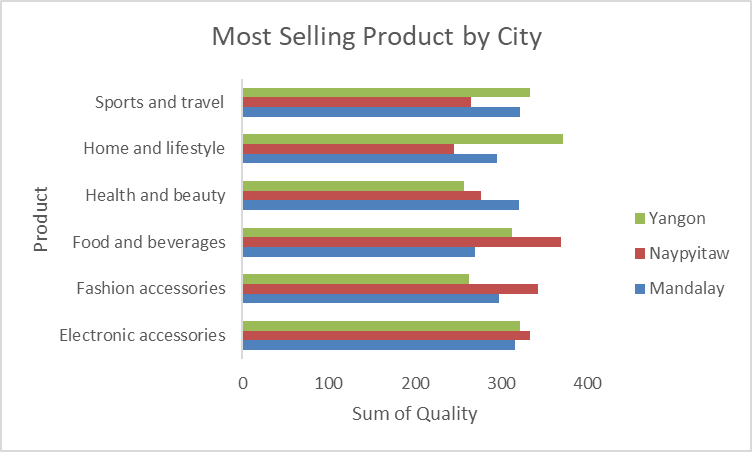 Most Selling Product by City
Product
Sports and travel
Home and lifestyle
Health and beauty
Food and beverages
Fashion accessories
Electronic accessories
0 100 200 300 400
Sum of Quality
Yangon
Naypyitaw
Mandalay